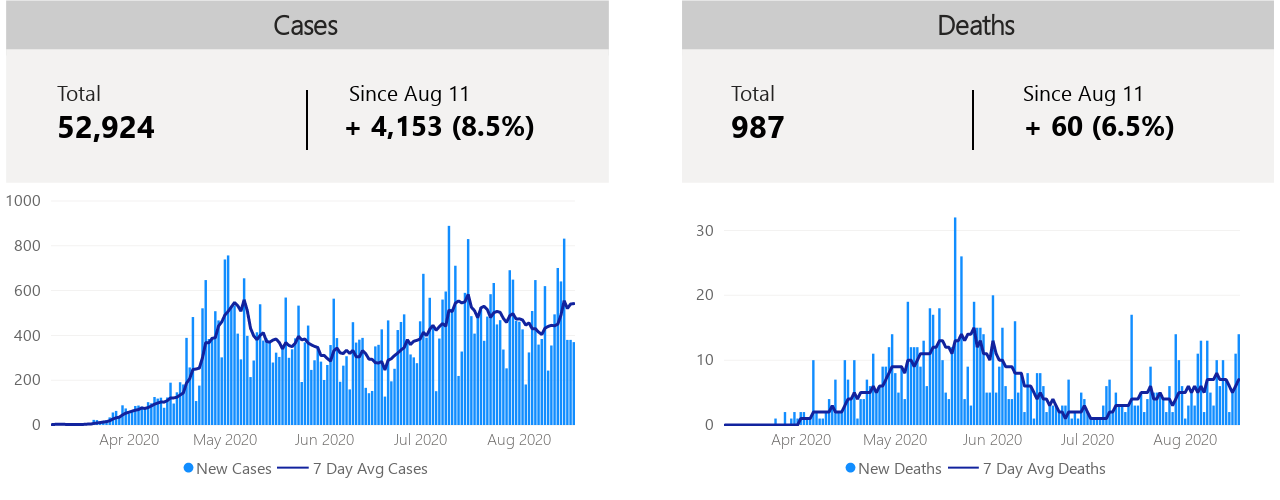 Cases
Total
52,924
Since Aug 11
+ 4,153 (8.5%)
1000
800
600
400
200
0
Apr 2020 May 2020 Jun 2020 Jul 2020 Aug 2020
New Cases 7 Day Avg Cases
Deaths
Total
987
Since Aug 11
+ 60 (6.5%)
30
20
10
0
Apr 2020 May 2020 Jun 2020 Jul 2020 Aug 2020
New Deaths 7 Day Avg Deaths